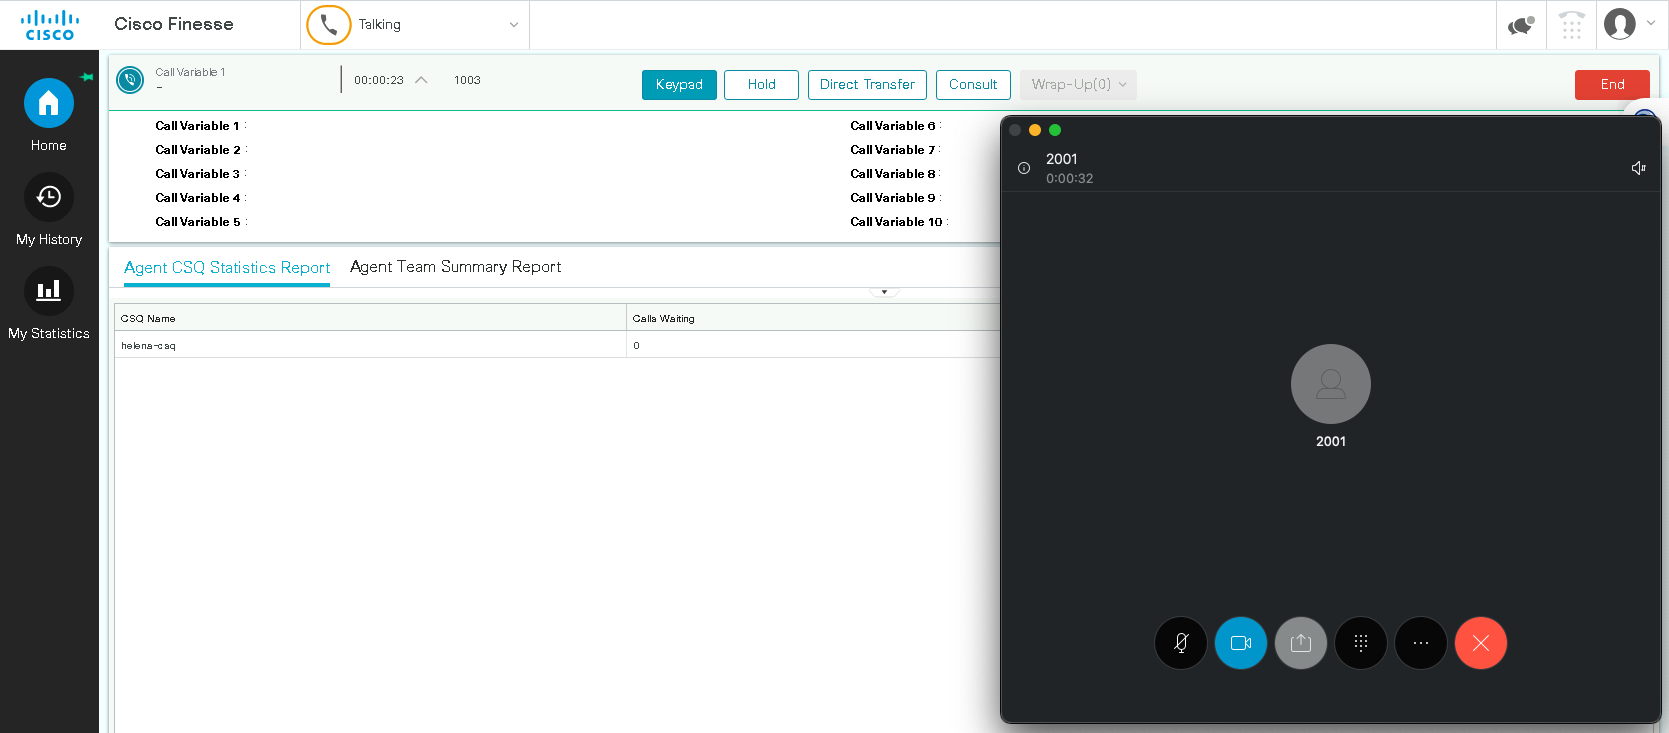 CISCO
Cisco Finesse
Talking
Call Variable 1
-
00:00:23
1003
Keypad
Hold
Direct Transfer
Consult
Wrap-Up(0)
End
Home
My History
My Statistics
Call Variable 1 :
Call Variable 2 :
Call Variable 3 :
Call Variable 4 :
Call Variable 5 :
Call Variable 6 :
Call Variable 7 :
Call Variable 8 :
Call Variable 9 :
Call Variable 10 :
Agent CSQ Statistics Report
Agent Team Summary Report
CSQ Name
Calls Waiting
helena-csq
0
2001
0:00:32
2001